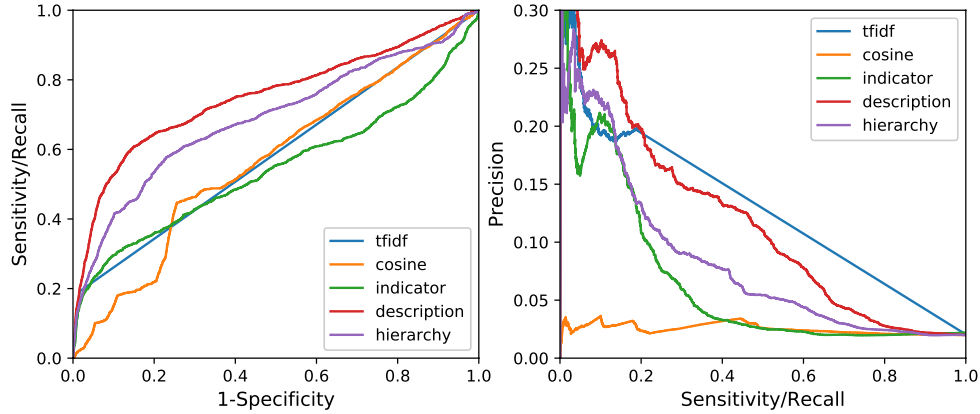 1.0
0.8
0.6
0.4
0.2
0.0
Sensitivity/Recall
0.0 0.2 0.4 0.6 0.8 1.0
1-Specificity
tfidf
cosine
indicator
description
hierarchy
0.30
0.25
0.20
0.15
0.10
0.05
0.00
Precision
0.0 0.2 0.4 0.6 0.8 1.0
Sensitivity/Recall
tfidf
cosine
indicator
description
hierarchy